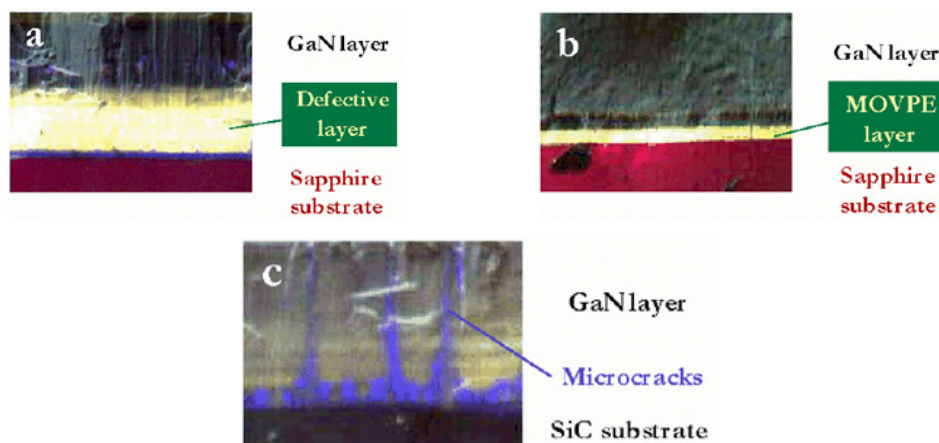 a
GaN layer
Defective
layer
Sapphire
substrate
b
GaN layer
MOVPE
layer
Sapphire
substrate
c
GaN layer
Microcracks
SiC substrate